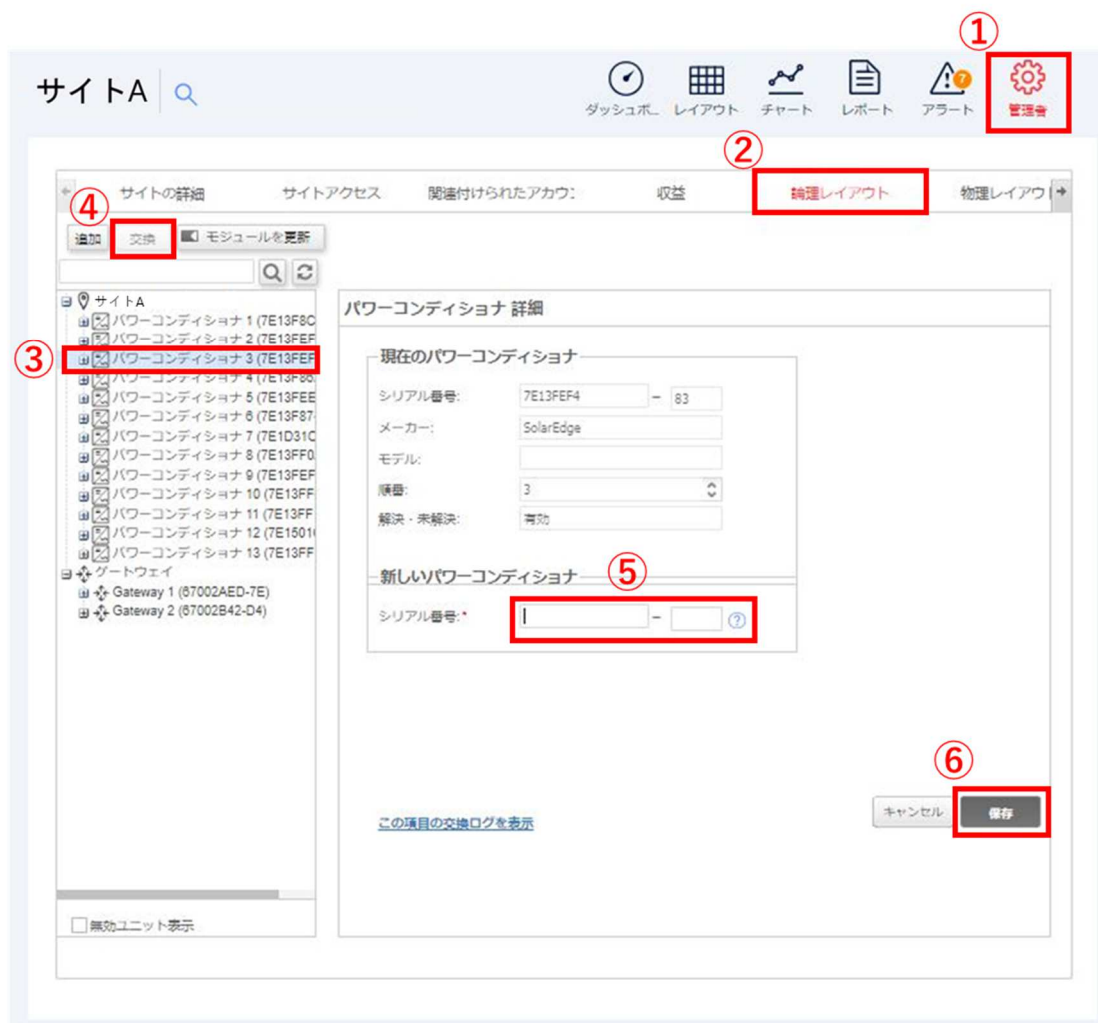 ①
サイトA
ダッシュボ... レイアウト チャート レポート アラート 管理者
7
②
サイトの詳細 サイトアクセス 関連付けられたアカウ: 収益 論理レイアウト 物理レイアウ
④
追加 交換 モジュールを更新
サイトA
パワーコンディショナ 1 (7E13F8C
パワーコンディショナ 2 (7E13FEF
③
パワーコンディショナ 3 (7E13FEF
パワーコンディショナ 4 (7E13F86.
パワーコンディショナ 5 (7E13FEE
パワーコンディショナ 6 (7E13F87
パワーコンディショナ 7 (7E1D31C
パワーコンディショナ 8 (7E13FF0.
パワーコンディショナ 9 (7E13FEF
パワーコンディショナ 10 (7E13FF
パワーコンディショナ 11 (7E13FF
パワーコンディショナ 12 (7E1501
パワーコンディショナ 13 (7E13FF
ゲートウェイ
Gateway 1 (67002AED-7E)
Gateway 2 (67002B42-D4)
無効ユニット表示
パワーコンディショナ 詳細
現在のパワーコンディショナ
シリアル番号: 7E13FEF4 – 83
メーカー: SolarEdge
モデル:
順番: 3
解決・未解決: 有効
新しいパワーコンディショナ
⑤
シリアル番号:* – ?
⑥
この項目の交換ログを表示
キャンセル 保存